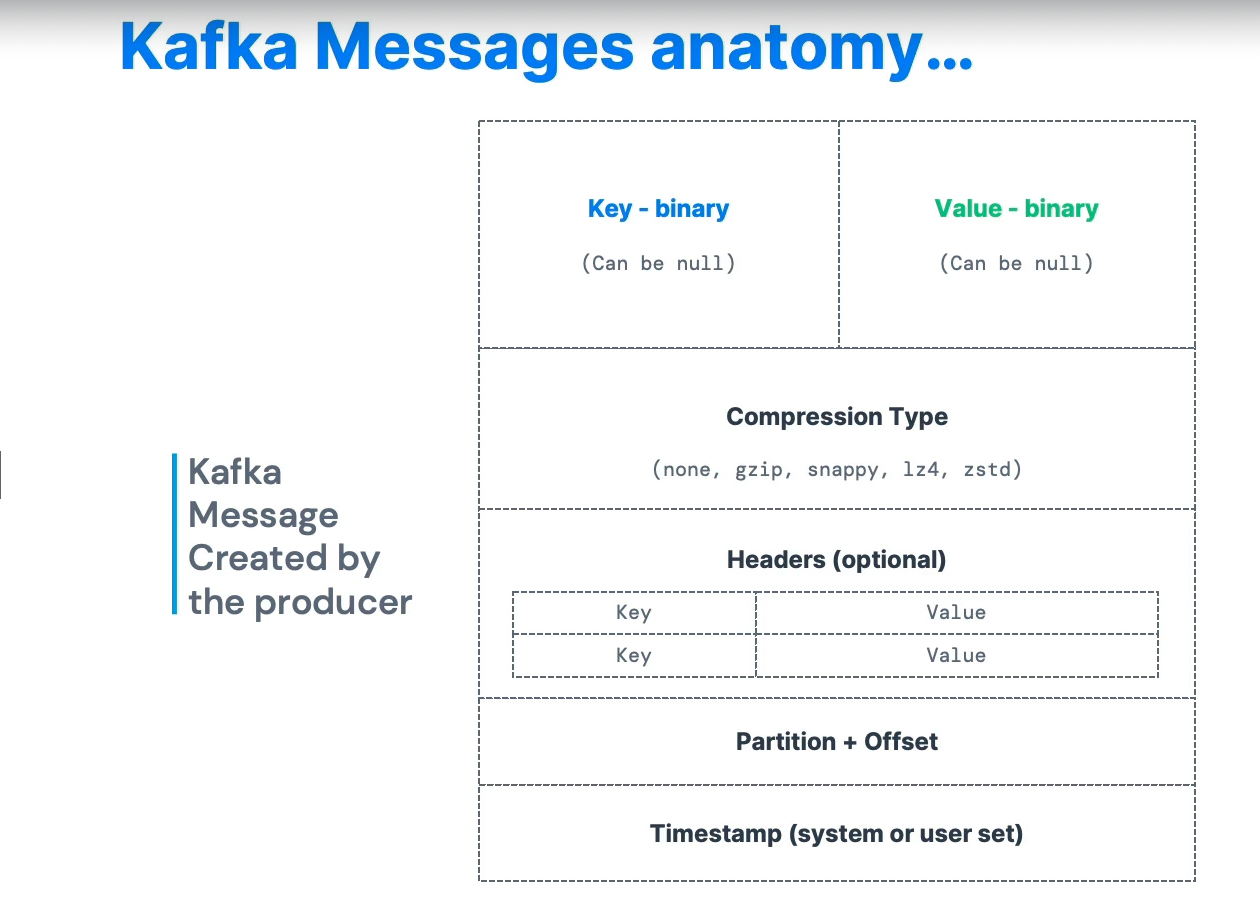 Kafka Messages anatomy...
Key - binary
Value - binary
(Can be null)
(Can be null)
Compression Type
(none, gzip, snappy, lz4, zstd)
Kafka
Message
Created by
the producer
Headers (optional)
Key
Value
Key
Value
Partition + Offset
Timestamp (system or user set)